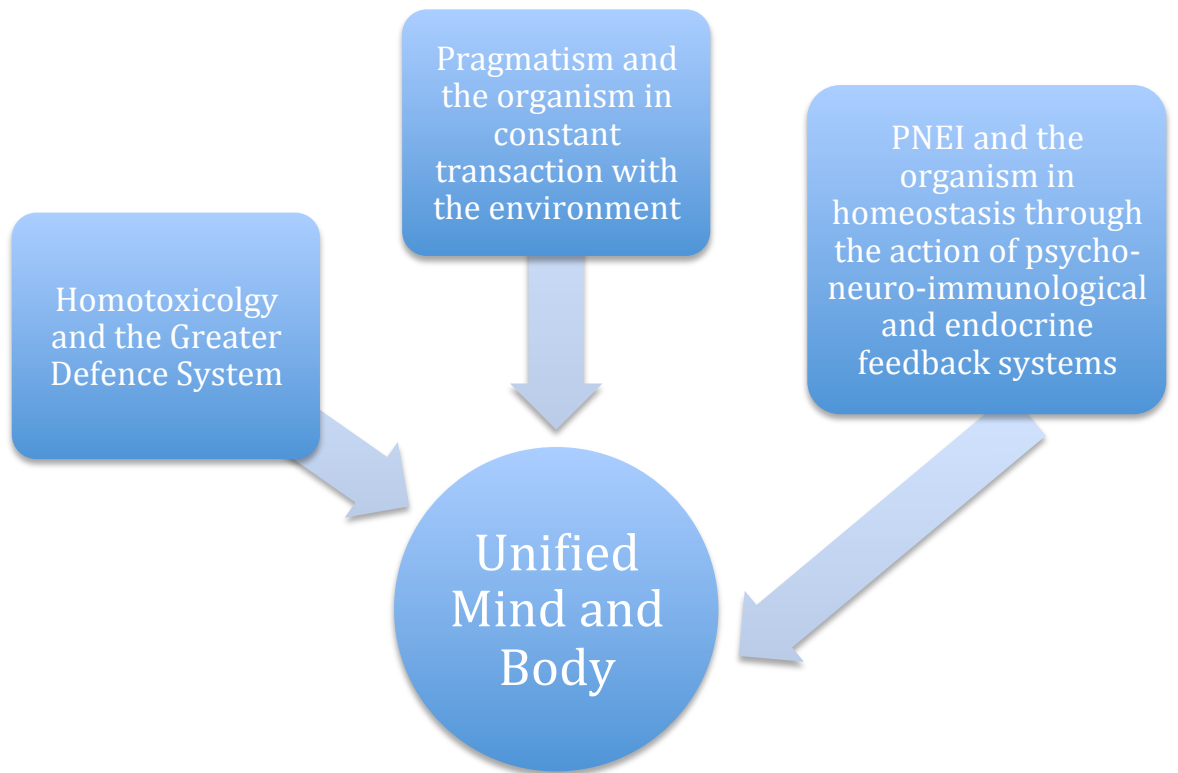 Homotoxicolgy
and the Greater
Defence System
Pragmatism and
the organism in
constant
transaction with
the environment
PNEI and the
organism in
homeostasis through
the action of psycho-
neuro-immunological
and endocrine
feedback systems
Unified
Mind and
Body